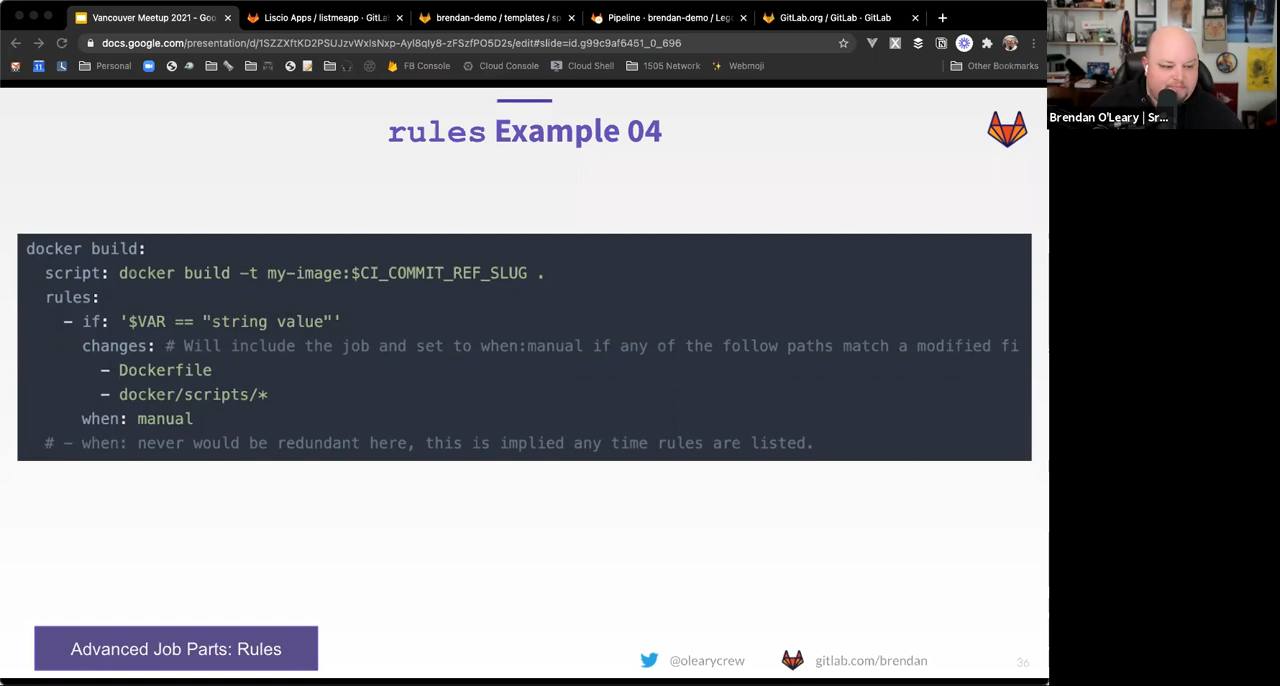 Vancouver Meetup 2021 - Goo
Liscio Apps / listmeapp · GitLa
brendan-demo / templates / sp
Pipeline · brendan-demo / Leg
GitLab.org / GitLab · GitLab
docs.google.com/presentation/d/1SZZXftKD2PSUJzvWxIsNxp-Ayl8qIy8-zFSzfPO5D2s/edit#slide=id.g99c9af6451_0_696
Personal
FB Console
Cloud Console
Cloud Shell
1505 Network
Webmoji
Other Bookmarks
Brendan O'Leary | Sr...
rules Example 04
docker build:
script: docker build -t my-image:$CI_COMMIT_REF_SLUG .
rules:
- if: '$VAR == "string value"'
changes: # Will include the job and set to when:manual if any of the follow paths match a modified fi
- Dockerfile
- docker/scripts/*
when: manual
# - when: never would be redundant here, this is implied any time rules are listed.
Advanced Job Parts: Rules
@olearycrew
gitlab.com/brendan
36